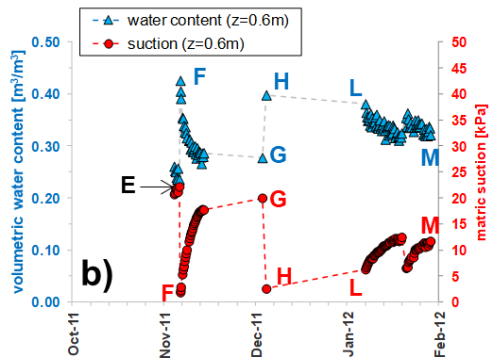 water content (z=0.6m)
suction (z=0.6m)
volumetric water content [m³/m³]
0.50
0.40
0.30
0.20
0.10
0.00
50
45
40
35
30
25
20
15
10
5
0
matric suction [kPa]
F
H
L
E
G
M
G
M
F
H
L
b)
Oct-11
Nov-11
Dec-11
Jan-12
Feb-12